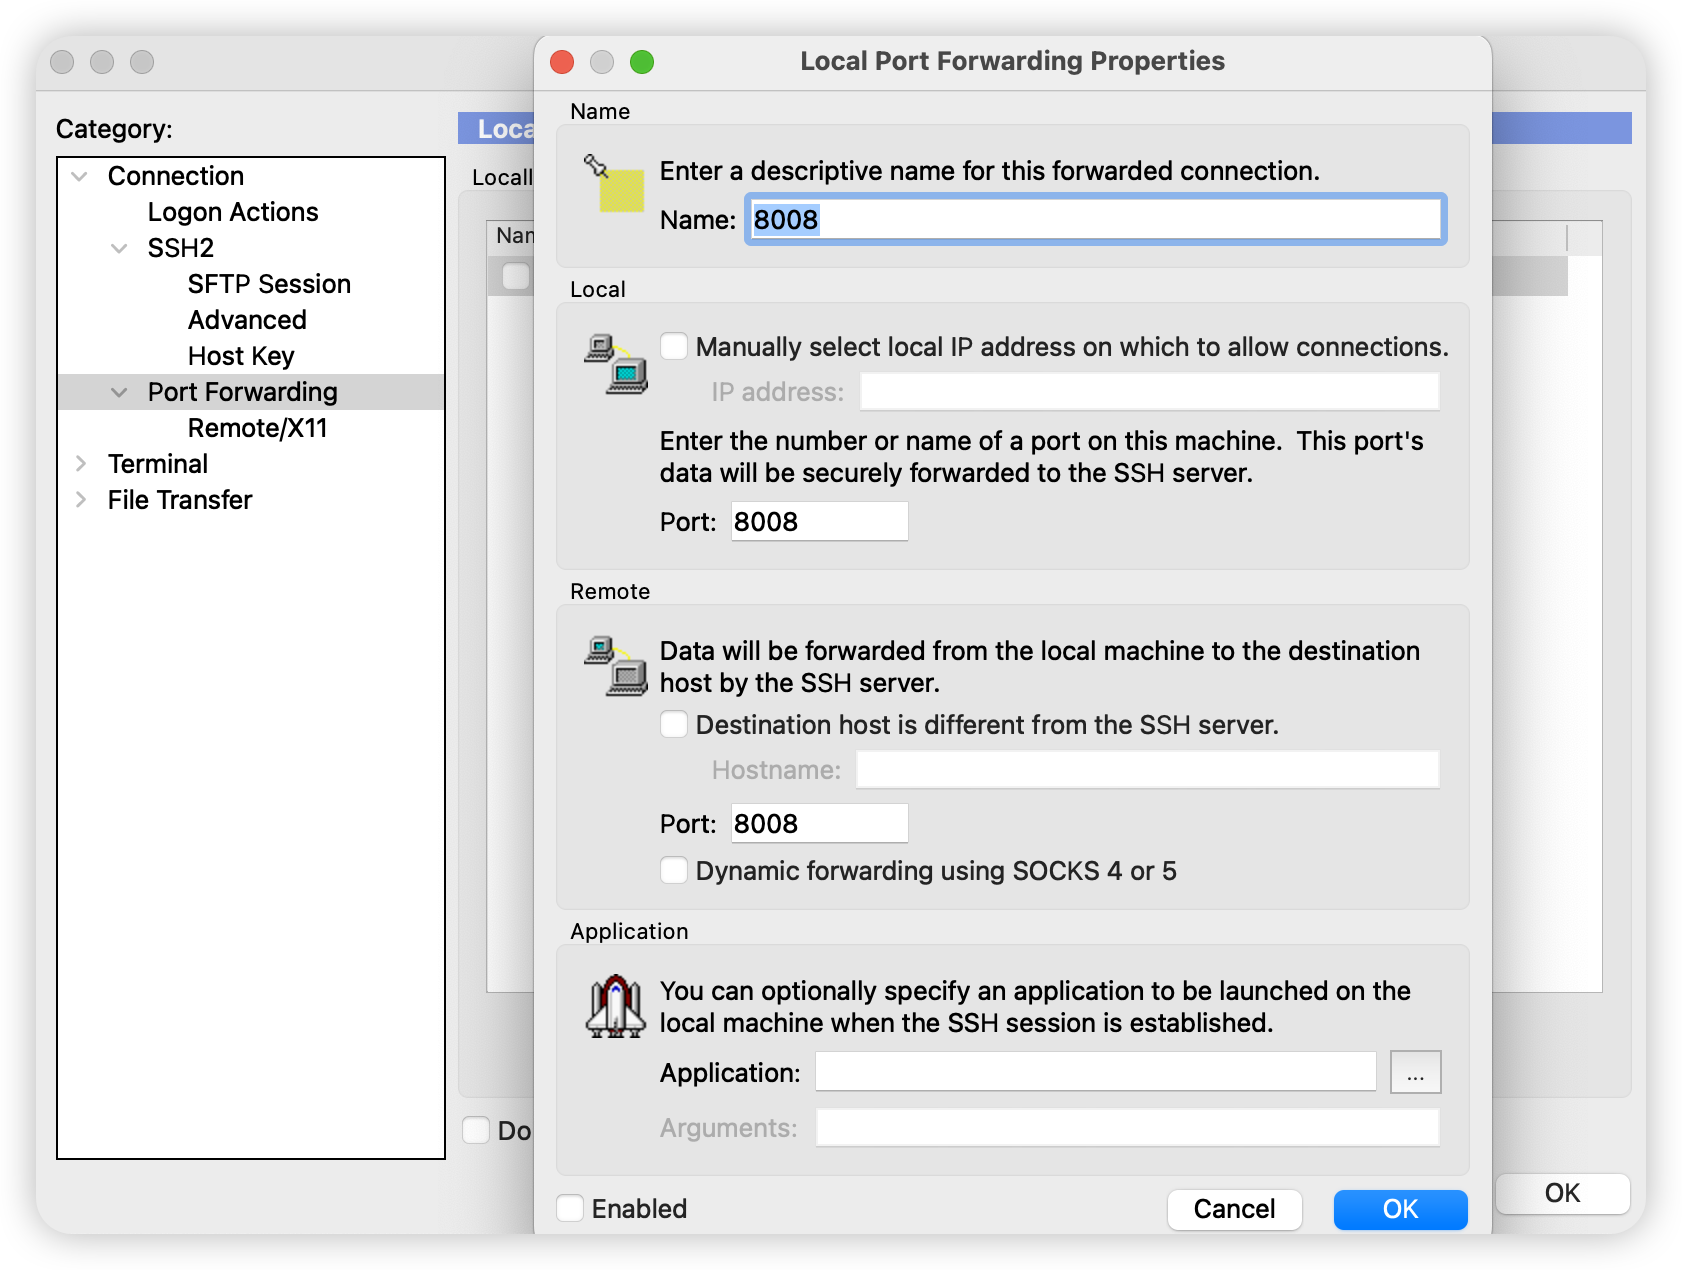 Local Port Forwarding Properties
Category:
Connection
Logon Actions
SSH2
SFTP Session
Advanced
Host Key
Port Forwarding
Remote/X11
Terminal
File Transfer
Loca
Locall
Nan
Do
Name
Enter a descriptive name for this forwarded connection.
Name: 8008
Local
Manually select local IP address on which to allow connections.
IP address:
Enter the number or name of a port on this machine. This port's
data will be securely forwarded to the SSH server.
Port: 8008
Remote
Data will be forwarded from the local machine to the destination
host by the SSH server.
Destination host is different from the SSH server.
Hostname:
Port: 8008
Dynamic forwarding using SOCKS 4 or 5
Application
You can optionally specify an application to be launched on the
local machine when the SSH session is established.
Application: ...
Arguments:
Enabled Cancel OK
OK